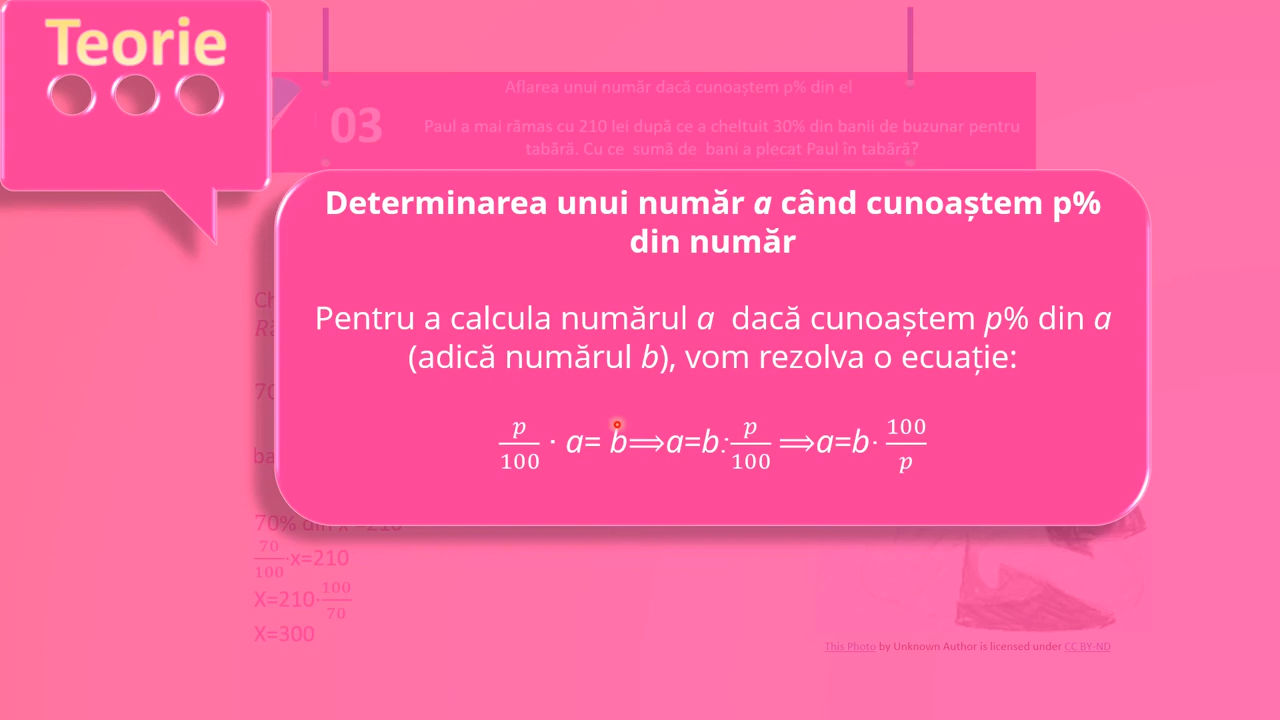 Teorie
Aflarea unui număr dacă cunoaștem p% din el
03
Paul a mai rămas cu 210 lei după ce a cheltuit 30% din banii de buzunar pentru
tabără. Cu ce sumă de bani a plecat Paul în tabără?
Determinarea unui număr a când cunoaștem p%
din număr
Pentru a calcula numărul a dacă cunoaștem p% din a
(adică numărul b), vom rezolva o ecuație:
p/100 · a= b⟹a=b:p/100 ⟹a=b· 100/p
70% din x =210
70/100·x=210
X=210·100/70
X=300
This Photo by Unknown Author is licensed under CC BY-ND